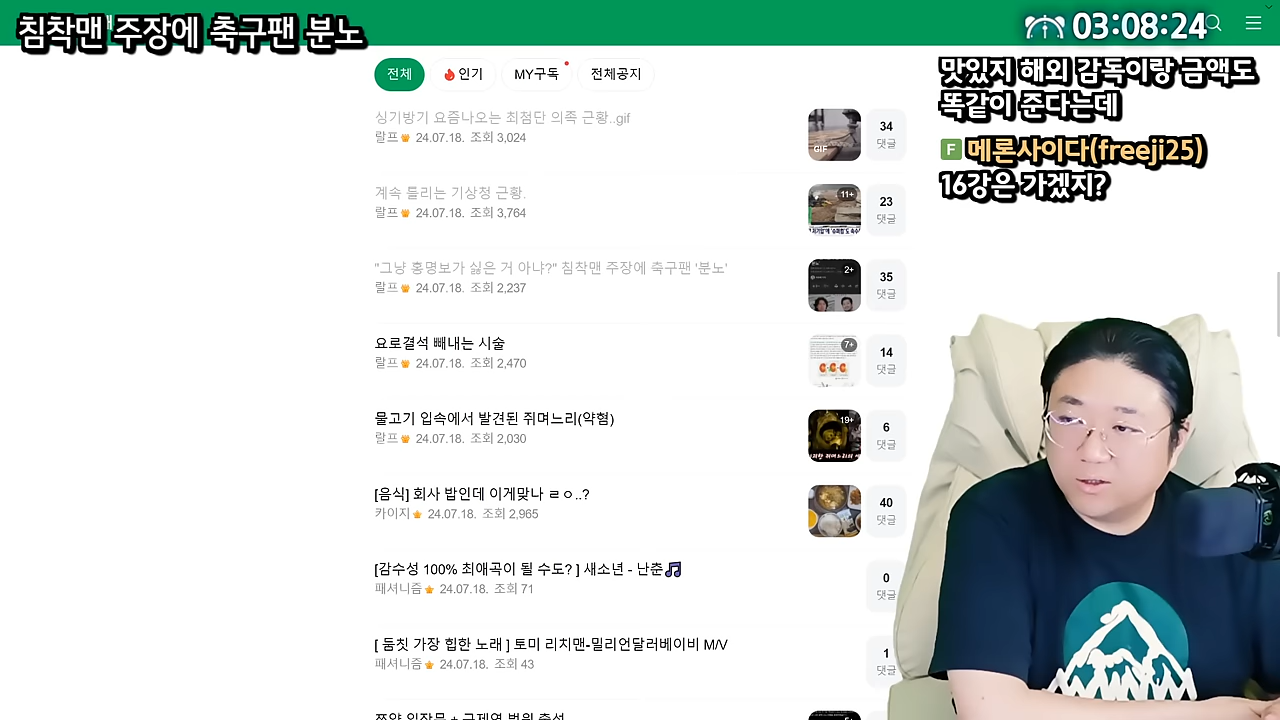 침착맨 주장에 축구팬 분노
03:08:24
맛있지 해외 감독이랑 금액도
똑같이 준다는데
F 메론사이다(freeji25)
16강은 가겠지?
전체
인기
MY구독
전체공지
싱기방기 요즘나오는 최첨단 의족 근황..gif
랄프 24.07.18. 조회 3,024
GIF
34
댓글
계속 틀리는 기상청 근황.
랄프 24.07.18. 조회 3,764
11+
23
댓글
"그냥 홍명보가 싫은 거 아냐?" 침착맨 주장에 축구팬 '분노'
랄프 24.07.18. 조회 2,237
2+
35
댓글
요로결석 빼내는 시술
랄프 24.07.18. 조회 2,470
7+
14
댓글
물고기 입속에서 발견된 쥐며느리(약혐)
랄프 24.07.18. 조회 2,030
19+
6
댓글
[음식] 회사 밥인데 이게맞나 ㄹㅇ..?
카이지 24.07.18. 조회 2,965
40
댓글
[감수성 100% 최애곡이 될 수도? ] 새소년 - 난춘🎵
패셔니즘 24.07.18. 조회 71
0
댓글
[ 둠칫 가장 힙한 노래 ] 토미 리치맨-밀리언달러베이비 M/V
패셔니즘 24.07.18. 조회 43
1
댓글